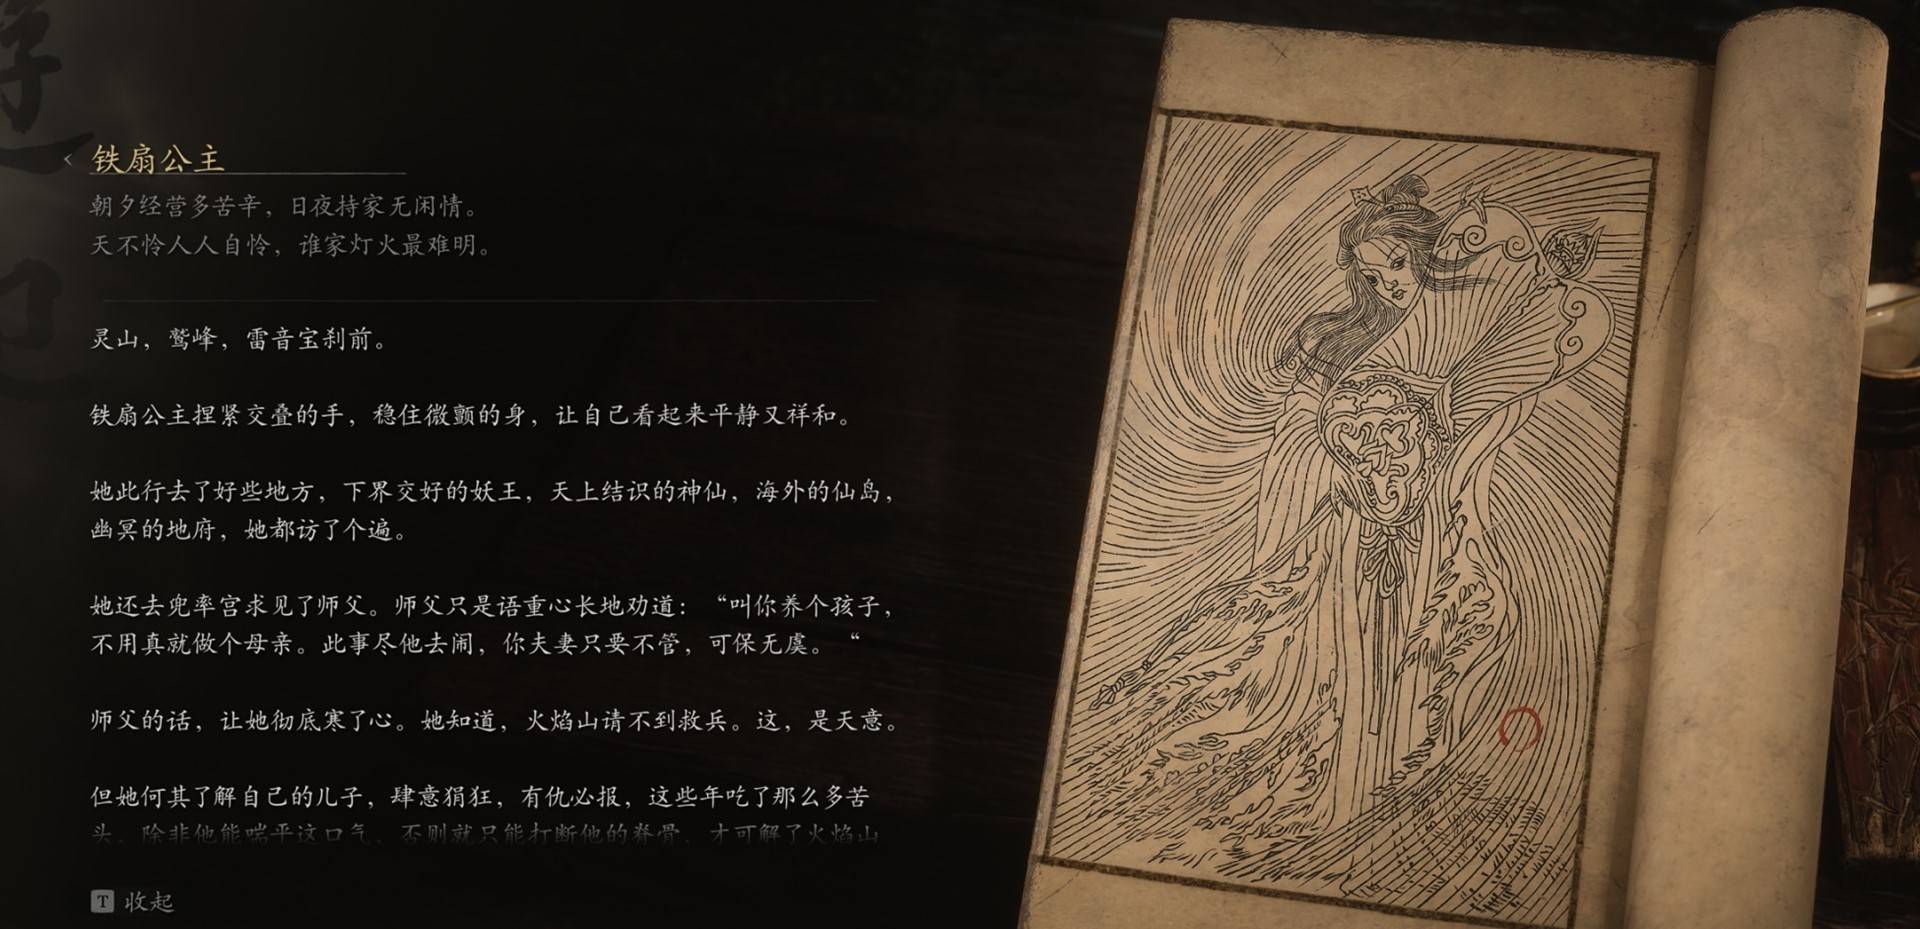 铁扇公主
朝夕经营多苦辛，日夜持家无闲情。
天不怜人人自怜，谁家灯火最难明。
灵山，鹫峰，雷音宝刹前。
铁扇公主捏紧交叠的手，稳住微颤的身，让自己看起来平静又祥和。
她此行去了好些地方，下界交好的妖王，天上结识的神仙，海外的仙岛，
幽冥的地府，她都访了个遍。
她还去兜率宫求见了师父。师父只是语重心长地劝道：“叫你养个孩子，
不用真就做个母亲。此事尽他去闹，你夫妻只要不管，可保无虞。“
师父的话，让她彻底寒了心。她知道，火焰山请不到救兵。这，是天意。
但她何其了解自己的儿子，肆意狷狂，有仇必报，这些年吃了那么多苦
头，除非他能喘平这口气，否则就只能打断他的脊骨，才可解了火焰山
T 收起